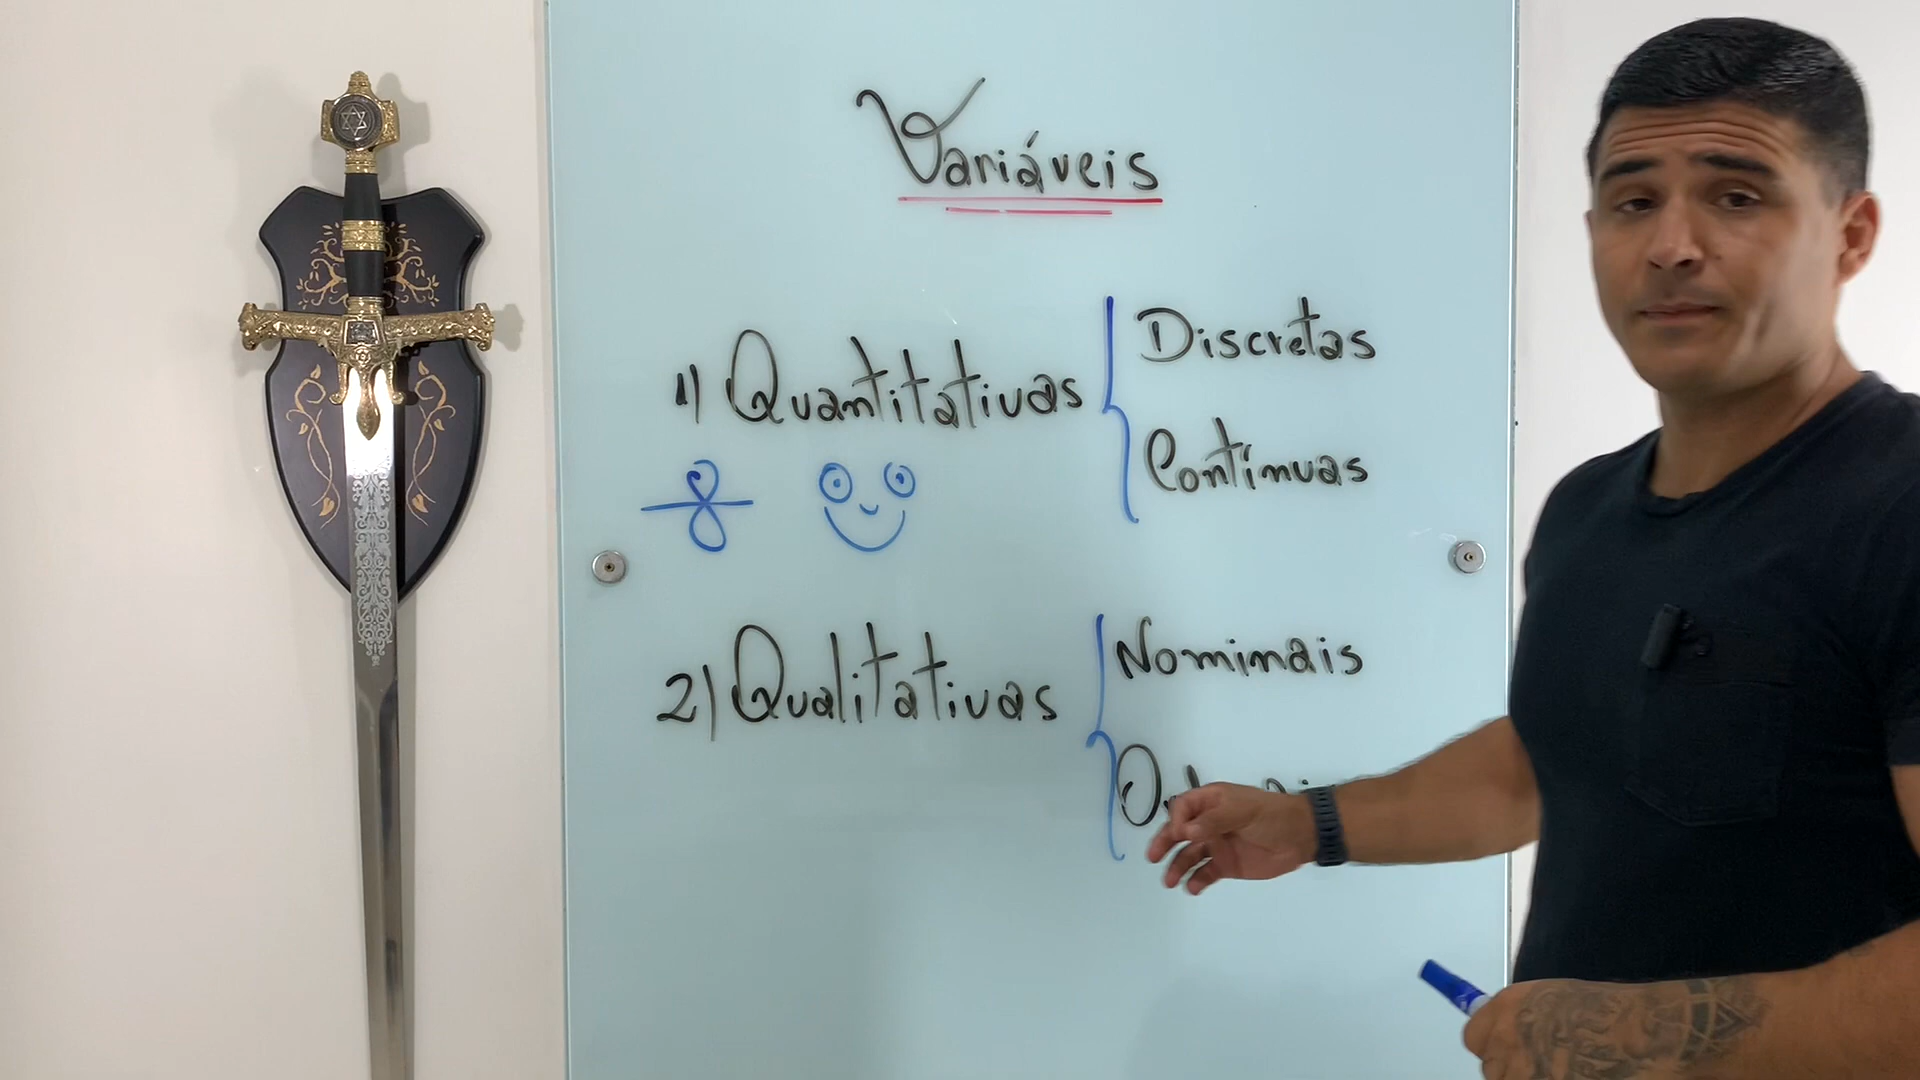 Variáveis
1) Quantitativas
Discretas
Contínuas
2) Qualitativas
Nominais